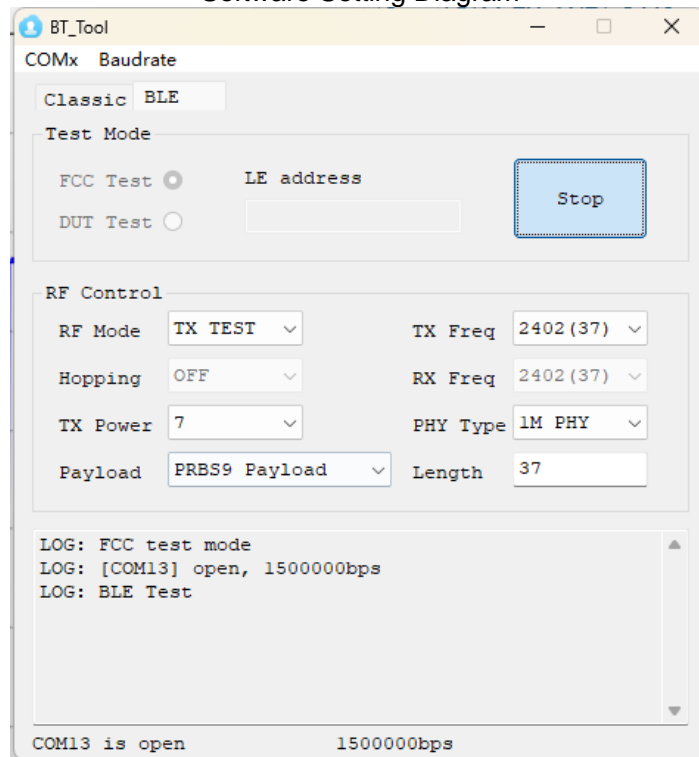 Software Setting Diagram
BT_Tool
COMx Baudrate
Classic BLE
Test Mode
FCC Test LE address
Stop
DUT Test
RF Control
RF Mode TX TEST TX Freq 2402(37)
Hopping OFF RX Freq 2402(37)
TX Power 7 PHY Type 1M PHY
Payload PRBS9 Payload Length 37
LOG: FCC test mode
LOG: [COM13] open, 1500000bps
LOG: BLE Test
COM13 is open 1500000bps